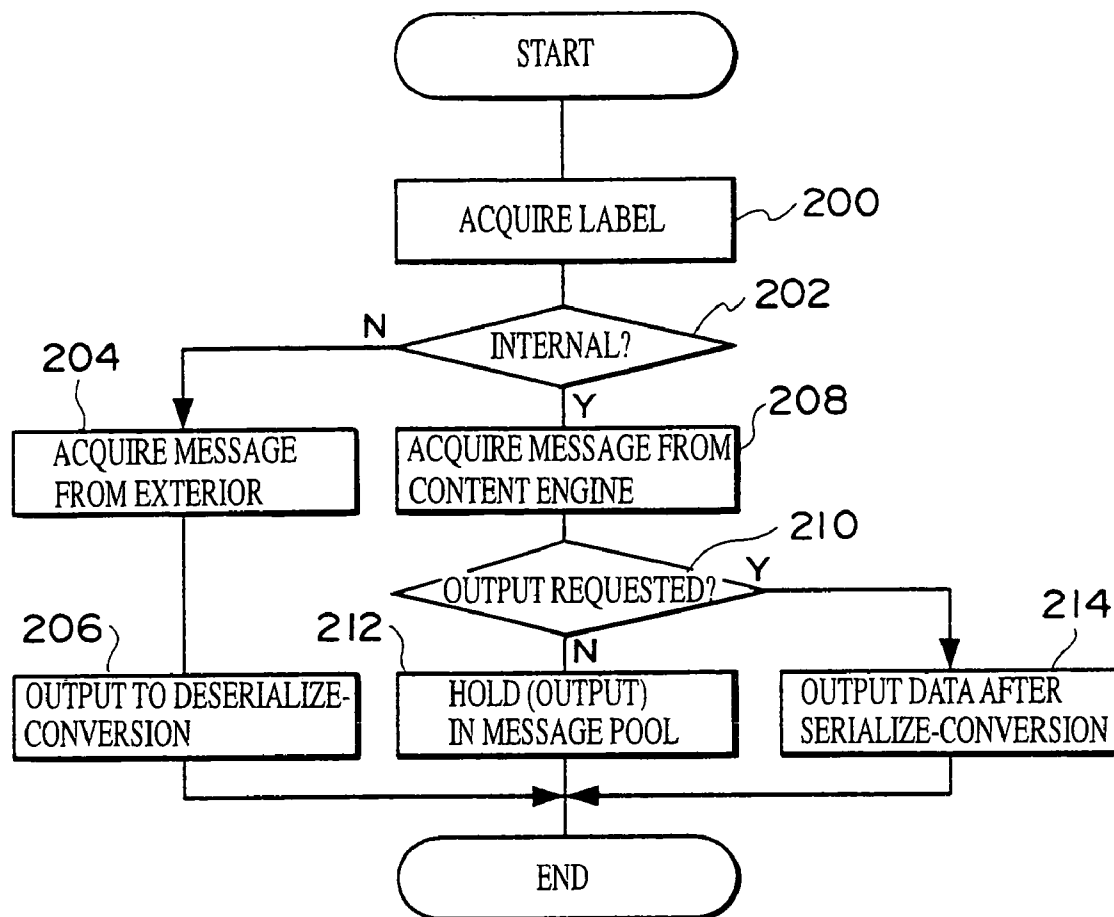 START
ACQUIRE LABEL
200
202
N
INTERNAL?
204
Y
208
ACQUIRE MESSAGE
FROM EXTERIOR
ACQUIRE MESSAGE FROM
CONTENT ENGINE
210
OUTPUT REQUESTED?
Y
206
212
N
214
OUTPUT TO DESERIALIZE-
CONVERSION
HOLD (OUTPUT)
IN MESSAGE POOL
OUTPUT DATA AFTER
SERIALIZE-CONVERSION
END